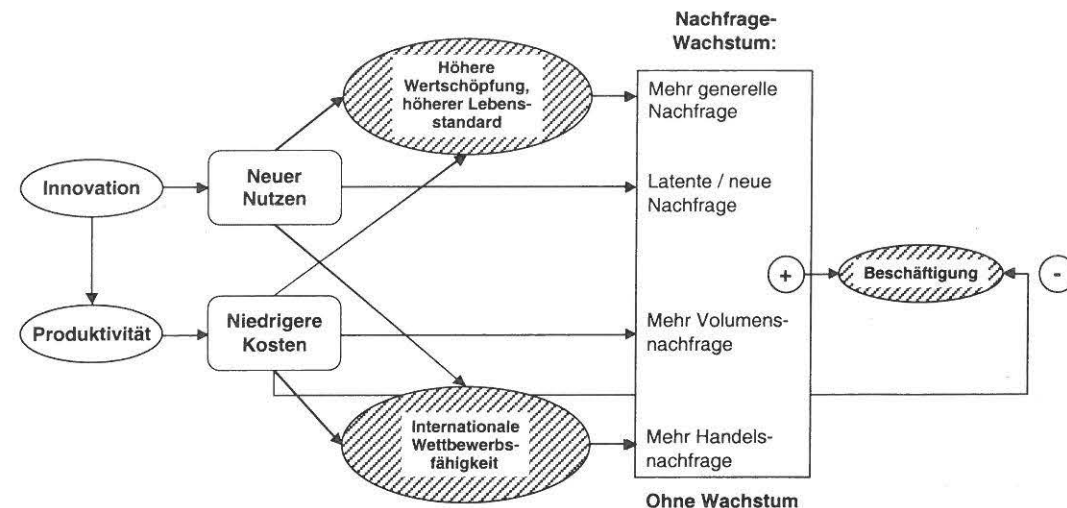 Nachfrage-
Wachstum:
Höhere
Wertschöpfung,
höherer Lebens-
standard
Mehr generelle
Nachfrage
Innovation
Neuer
Nutzen
Latente / neue
Nachfrage
+
Beschäftigung
-
Produktivität
Niedrigere
Kosten
Mehr Volumens-
nachfrage
Internationale
Wettbewerbs-
fähigkeit
Mehr Handels-
nachfrage
Ohne Wachstum